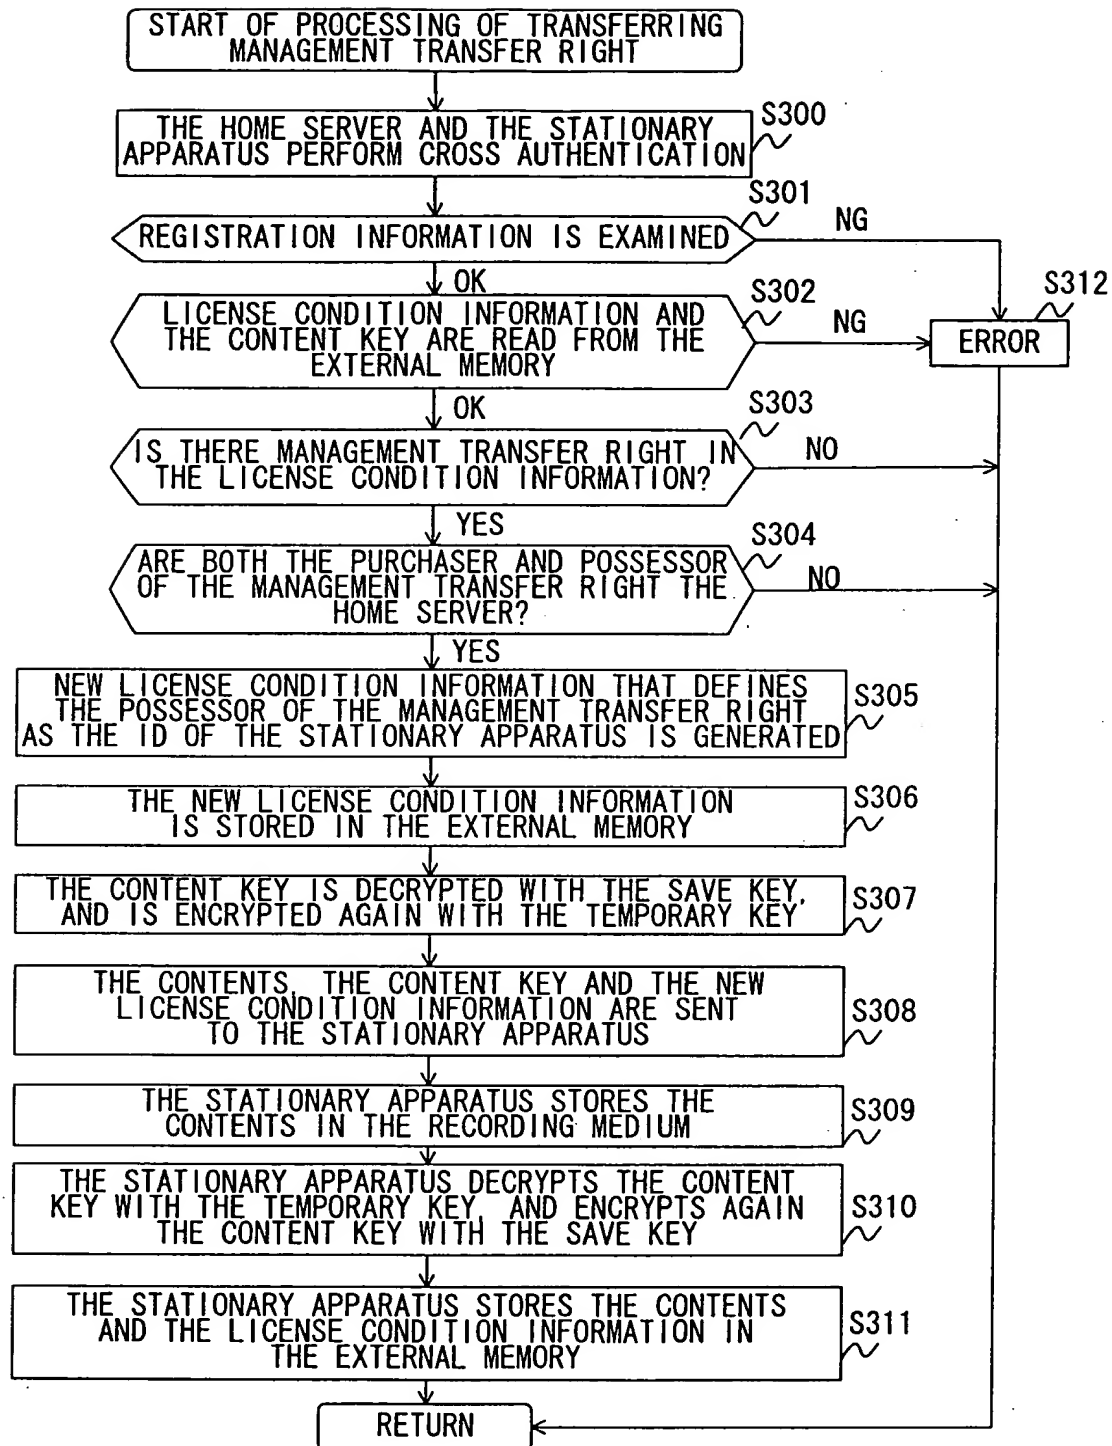 START OF PROCESSING OF TRANSFERRING
MANAGEMENT TRANSFER RIGHT
S300
THE HOME SERVER AND THE STATIONARY
APPARATUS PERFORM CROSS AUTHENTICATION
S301
REGISTRATION INFORMATION IS EXAMINED
NG
OK
S302
S312
LICENSE CONDITION INFORMATION AND
THE CONTENT KEY ARE READ FROM THE
EXTERNAL MEMORY
NG
ERROR
OK
S303
IS THERE MANAGEMENT TRANSFER RIGHT IN
THE LICENSE CONDITION INFORMATION?
NO
YES
S304
ARE BOTH THE PURCHASER AND POSSESSOR
OF THE MANAGEMENT TRANSFER RIGHT THE
HOME SERVER?
NO
YES
NEW LICENSE CONDITION INFORMATION THAT DEFINES
THE POSSESSOR OF THE MANAGEMENT TRANSFER RIGHT
AS THE ID OF THE STATIONARY APPARATUS IS GENERATED
S305
THE NEW LICENSE CONDITION INFORMATION
IS STORED IN THE EXTERNAL MEMORY
S306
THE CONTENT KEY IS DECRYPTED WITH THE SAVE KEY,
AND IS ENCRYPTED AGAIN WITH THE TEMPORARY KEY
S307
THE CONTENTS, THE CONTENT KEY AND THE NEW
LICENSE CONDITION INFORMATION ARE SENT
TO THE STATIONARY APPARATUS
S308
THE STATIONARY APPARATUS STORES THE
CONTENTS IN THE RECORDING MEDIUM
S309
THE STATIONARY APPARATUS DECRYPTS THE CONTENT
KEY WITH THE TEMPORARY KEY, AND ENCRYPTS AGAIN
THE CONTENT KEY WITH THE SAVE KEY
S310
THE STATIONARY APPARATUS STORES THE CONTENTS
AND THE LICENSE CONDITION INFORMATION IN
THE EXTERNAL MEMORY
S311
RETURN